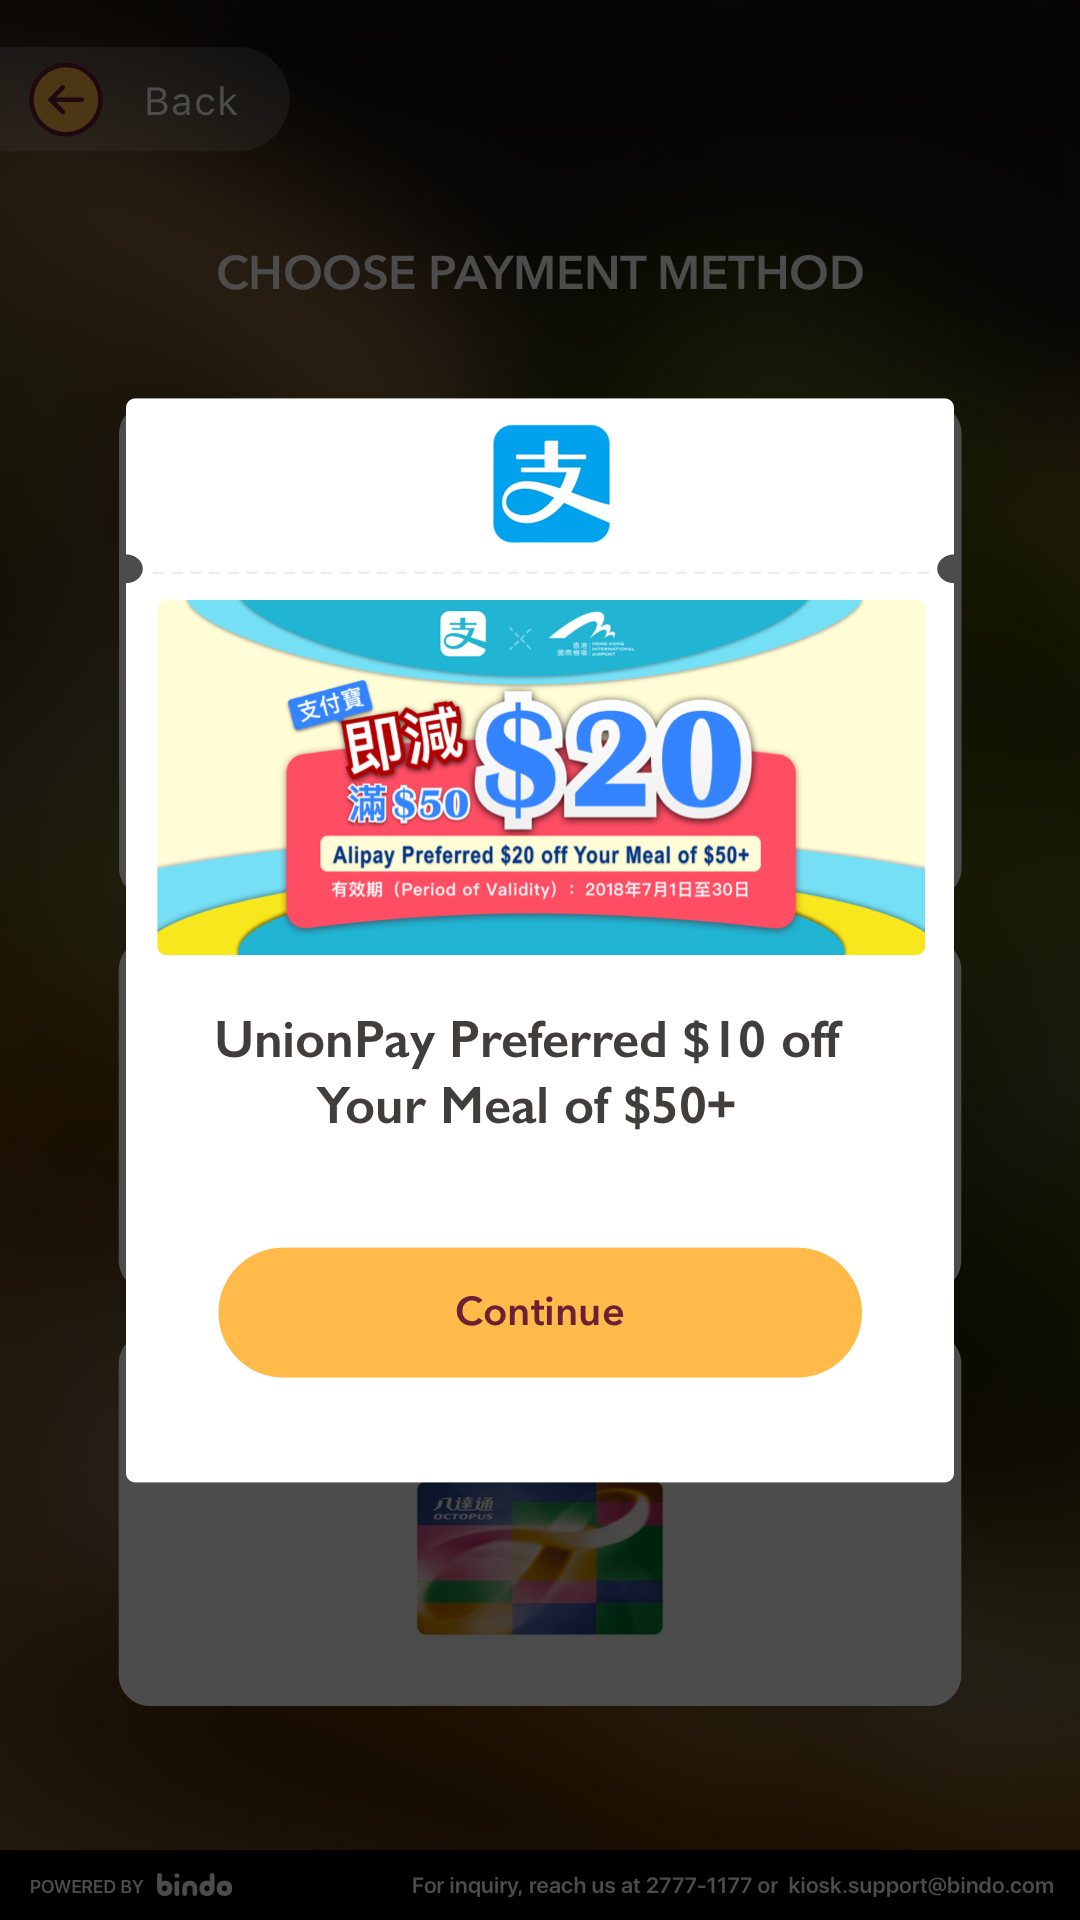 Back
CHOOSE PAYMENT METHOD
支
支
香港
國際機場
HONG KONG
INTERNATIONAL
AIRPORT
支付寶
即減
$20
滿$50
Alipay Preferred $20 off Your Meal of $50+
有效期（Period of Validity）：2018年7月1日至30日
UnionPay Preferred $10 off
Your Meal of $50+
Continue
八達通
OCTOPUS
POWERED BY bindo
For inquiry, reach us at 2777-1177 or kiosk.support@bindo.com